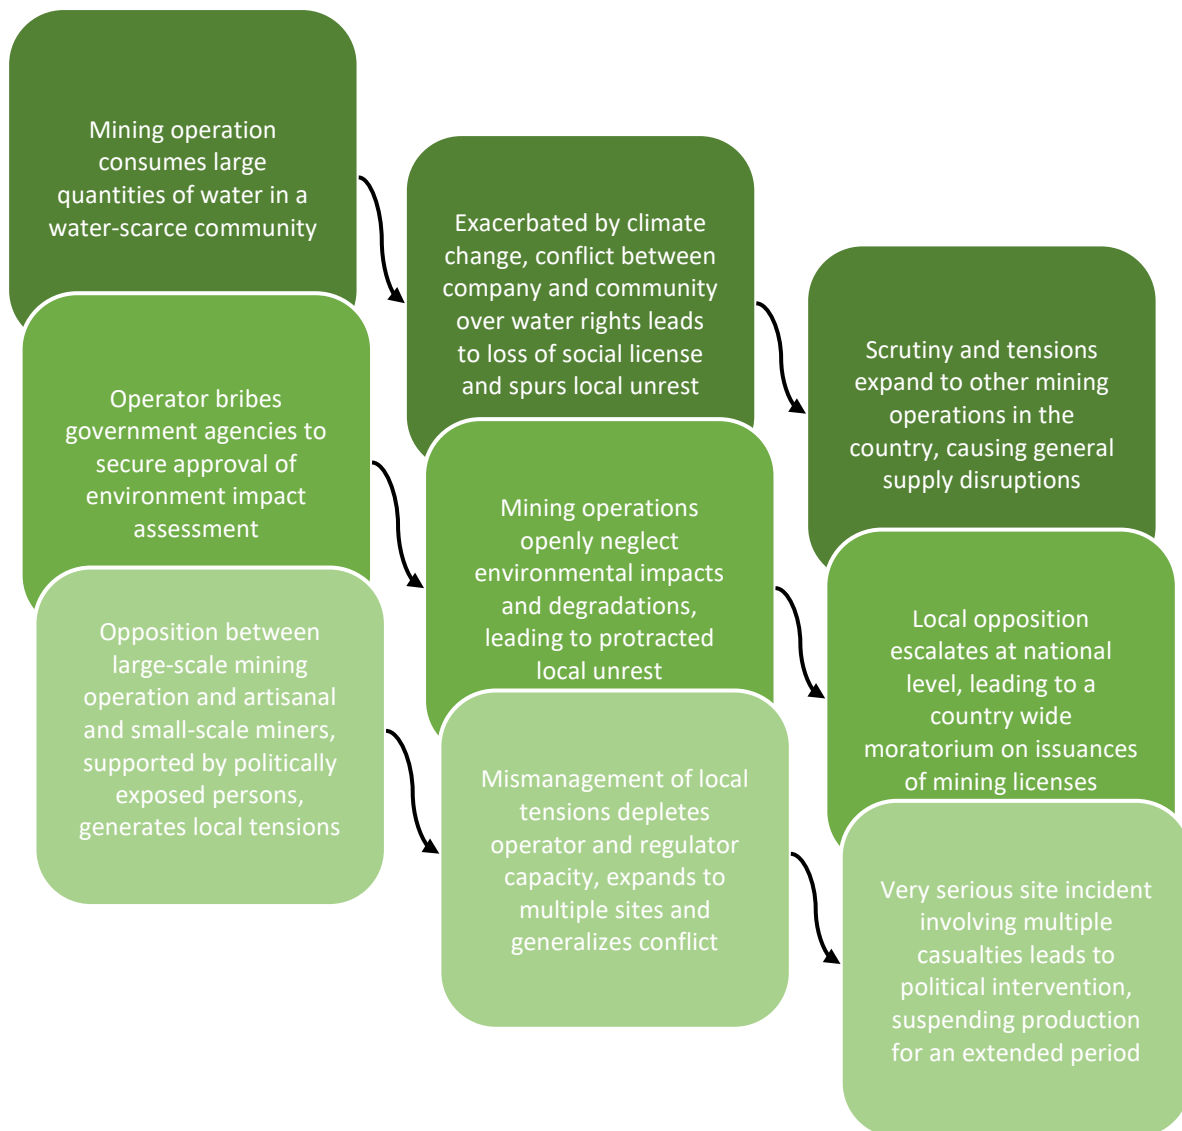 Mining operation
consumes large
quantities of water in a
water-scarce community
Exacerbated by climate
change, conflict between
company and community
over water rights leads
to loss of social license
and spurs local unrest
Scrutiny and tensions
expand to other mining
operations in the
country, causing general
supply disruptions
Operator bribes
government agencies to
secure approval of
environment impact
assessment
Mining operations
openly neglect
environmental impacts
and degradations,
leading to protracted
local unrest
Local opposition
escalates at national
level, leading to a
country wide
moratorium on issuances
of mining licenses
Opposition between
large-scale mining
operation and artisanal
and small-scale miners,
supported by politically
exposed persons,
generates local tensions
Mismanagement of local
tensions depletes
operator and regulator
capacity, expands to
multiple sites and
generalizes conflict
Very serious site incident
involving multiple
casualties leads to
political intervention,
suspending production
for an extended period